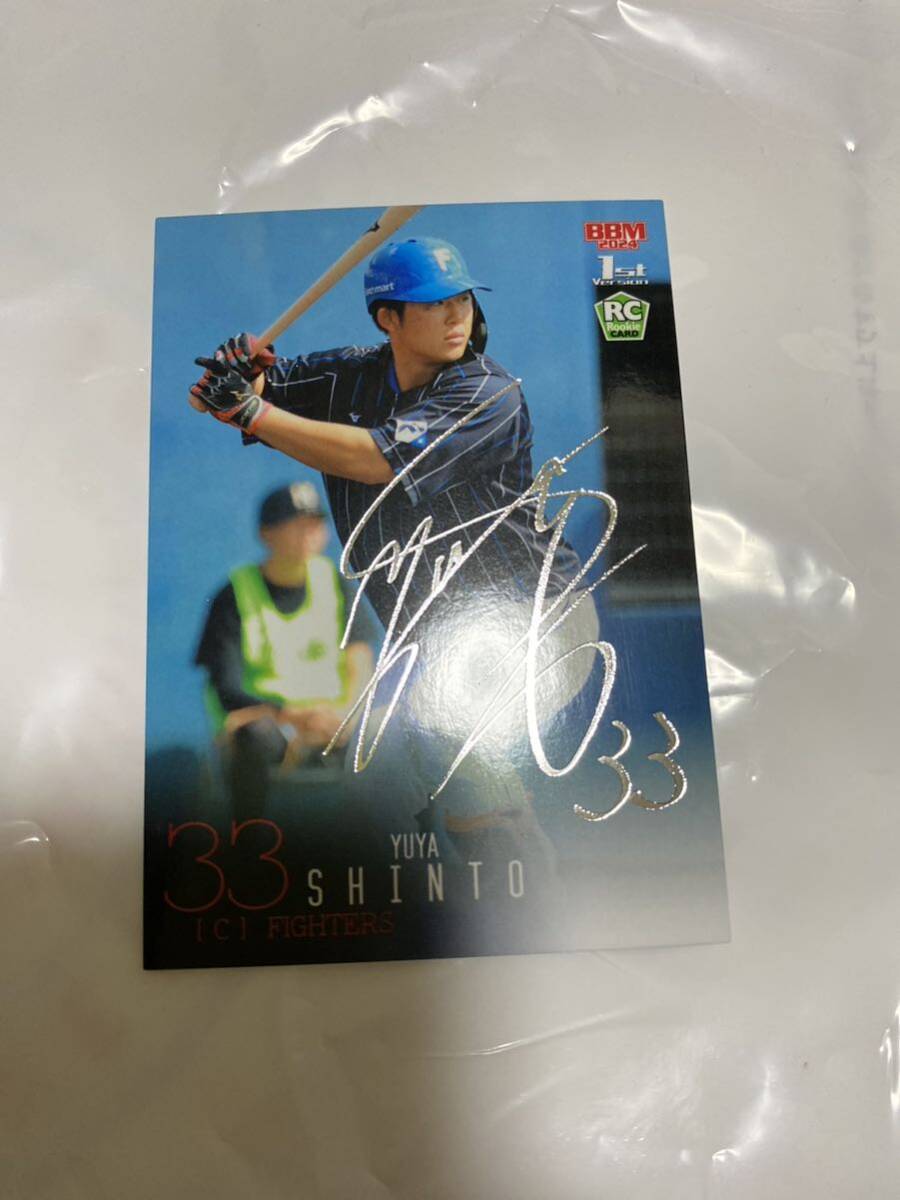 BBM
2024
1st
Version
RC
Rookie
CARD
F
33
33
YUYA
SHINTO
[C] FIGHTERS